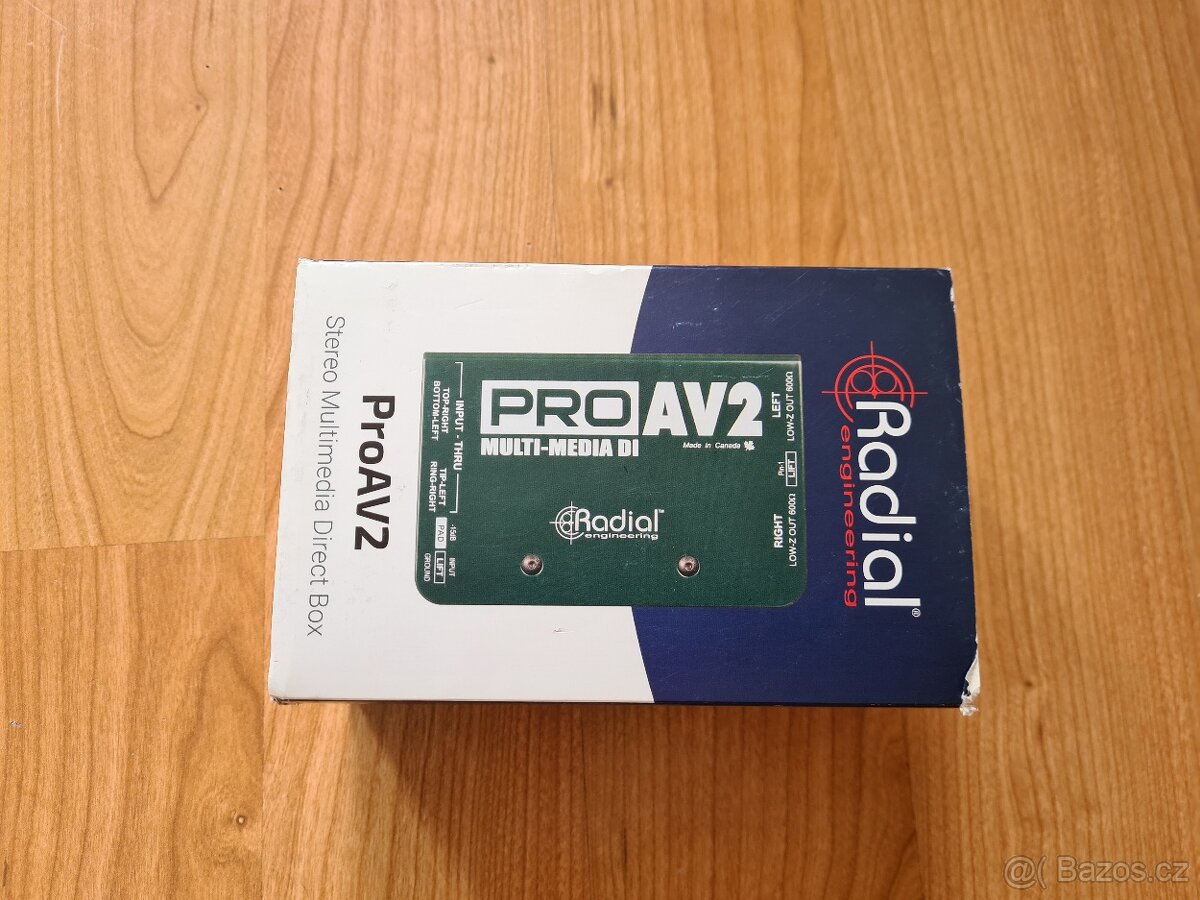 Radial®
engineering
PRO AV2
MULTI-MEDIA DI
Made in Canada
Radial™
engineering
LEFT
LOW-Z OUT 600Ω
Pin-1
LIFT
RIGHT
LOW-Z OUT 600Ω
INPUT - THRU
TOP-RIGHT
BOTTOM-LEFT
TIP-LEFT
RING-RIGHT
-15dB
PAD
INPUT
LIFT
GROUND
ProAV2
Stereo Multimedia Direct Box
@( Bazos.cz